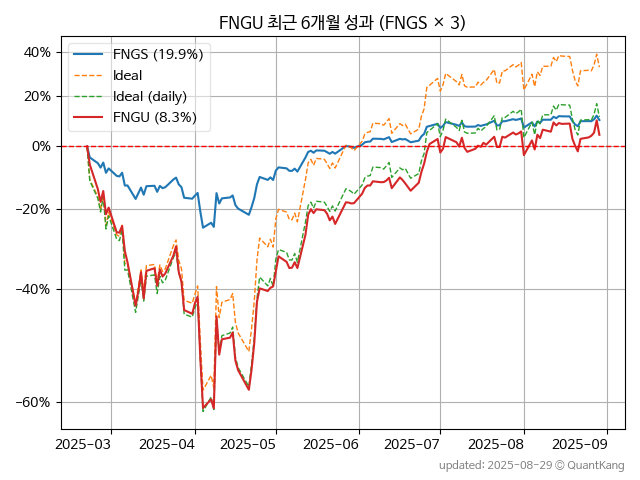 FNGU 최근 6개월 성과 (FNGS × 3)
40%
20%
0%
−20%
−40%
−60%
FNGS (19.9%)
Ideal
Ideal (daily)
FNGU (8.3%)
2025-03
2025-04
2025-05
2025-06
2025-07
2025-08
2025-09
updated: 2025-08-29 © QuantKang